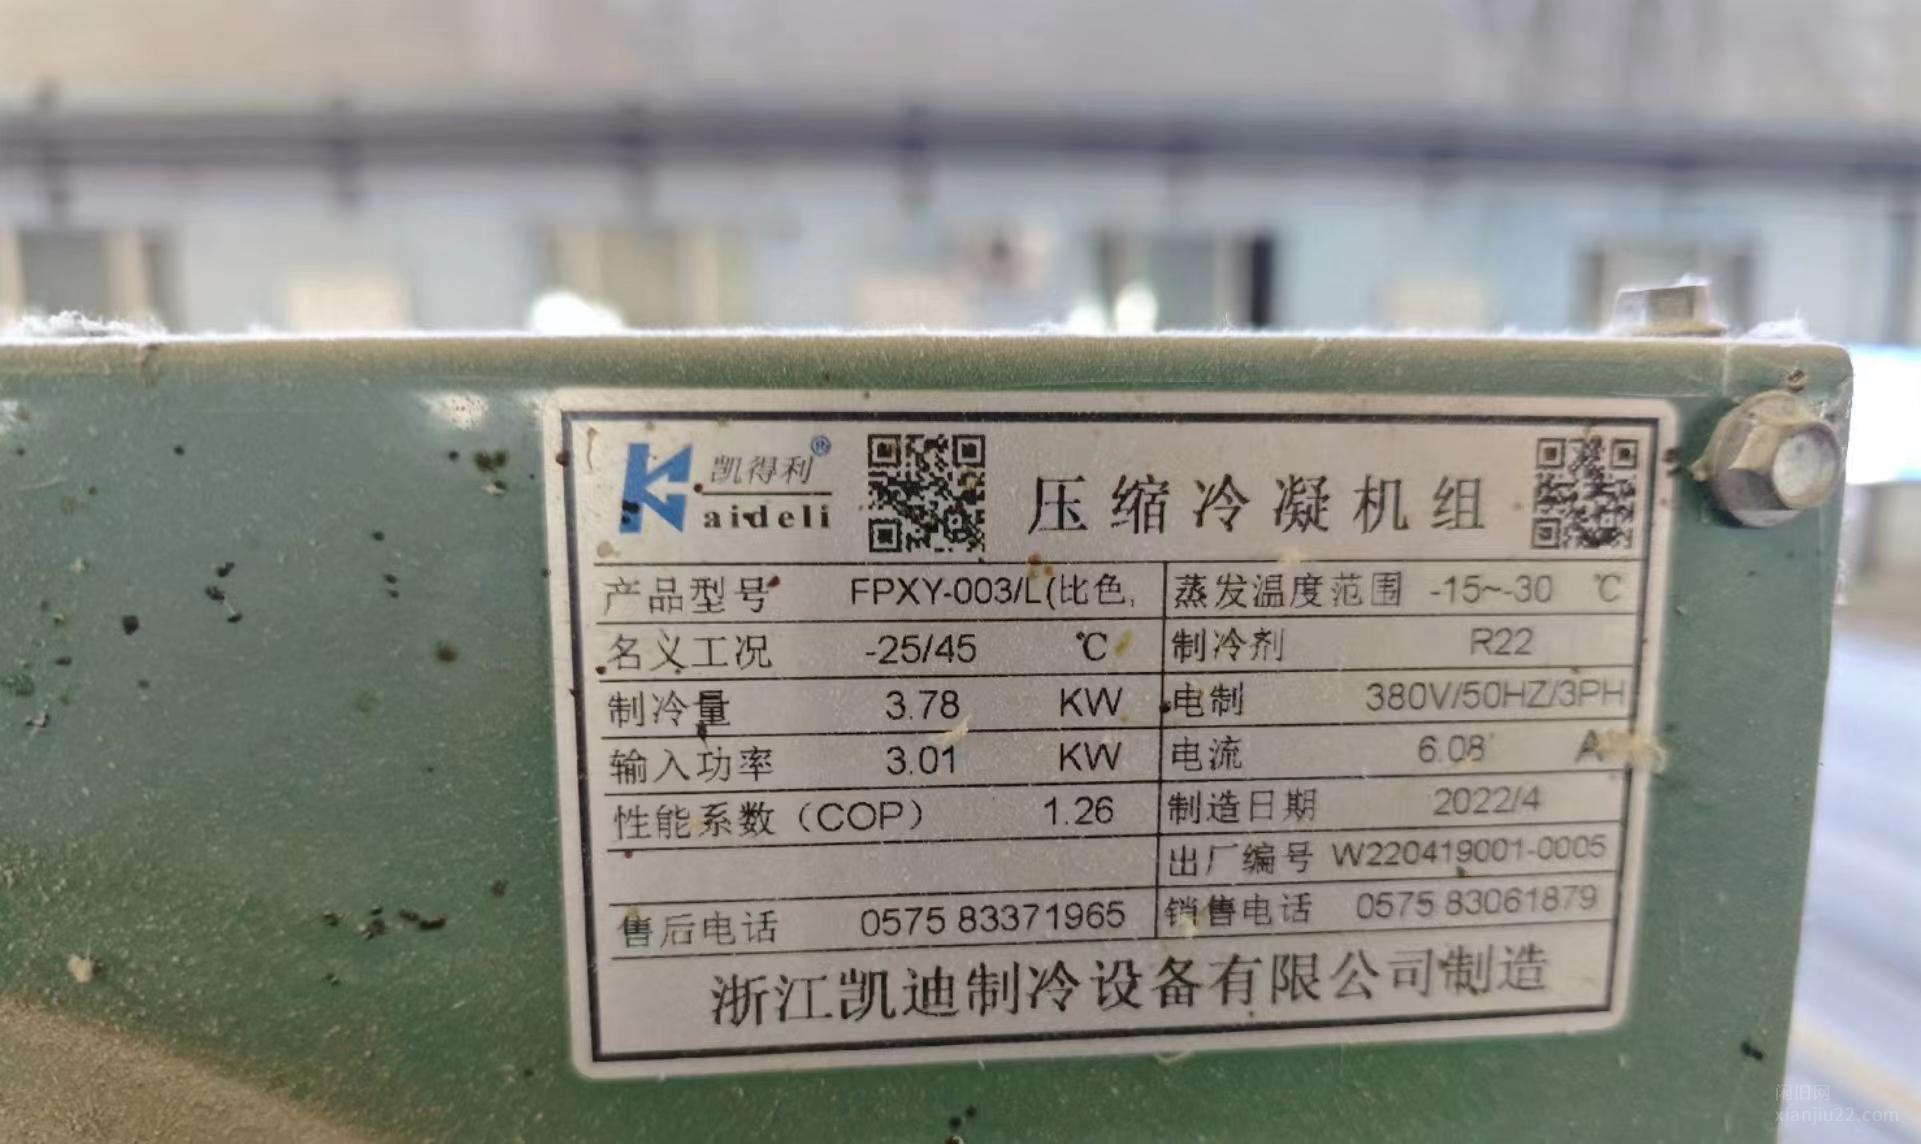 凯得利®
Kaideli
压缩冷凝机组
产品型号 FPXY-003/L(比色, 蒸发温度范围 -15~-30 ℃
名义工况 -25/45 ℃ 制冷剂 R22
制冷量 3.78 KW 电制 380V/50HZ/3PH
输入功率 3.01 KW 电流 6.08 A
性能系数（COP） 1.26 制造日期 2022/4
出厂编号 W220419001-0005
售后电话 0575 83371965 销售电话 0575 83061879
浙江凯迪制冷设备有限公司制造
闲旧网
xianjiu22.com